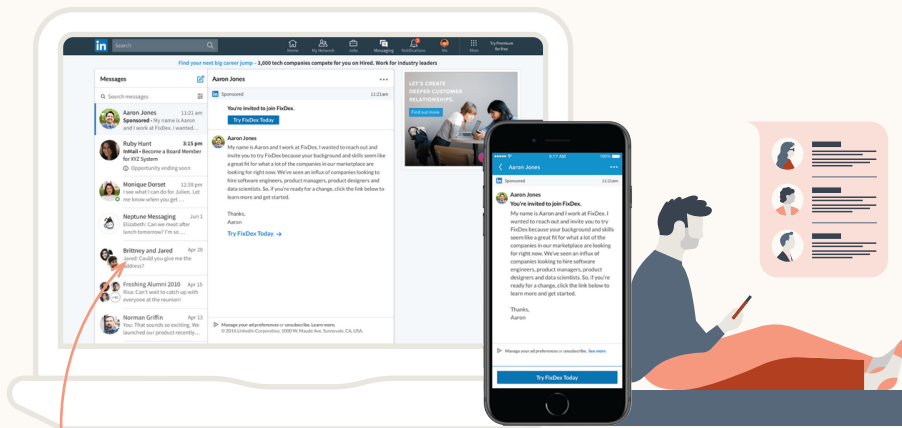 in Search
Home My Network Jobs Messaging Notifications Me More Try Premium
for free
Find your next big career jump – 3,000 tech companies compete for you on Hired. Work for industry leaders
Messages
Search messages
Aaron Jones 11:21 am
Sponsored • My name is Aaron
and I work at FixDex. I wanted…
Ruby Hunt 3:15 pm
InMail • Become a Board Member
for XYZ System
Opportunity ending soon
Monique Dorset 12:18 pm
I see what I can do for Julien. Let
me know when you get …
Neptune Messaging Jun 1
Elizabeth: Can we meet after
lunch tomorrow? I'm so …
Brittney and Jared Apr 20
Jared: Could you give me the
address?
Froshing Alumni 2010 Apr 15
Risa: Can't wait to catch up with
everyone at the reunion!
Norman Griffin Apr 13
You: That sounds so exciting. We
launched our product recently…
Aaron Jones
in Sponsored 11:21am
You're invited to join FixDex.
Try FixDex Today
Aaron Jones
My name is Aaron and I work at FixDex. I wanted to reach out and
invite you to try FixDex because your background and skills seem like
a great fit for what a lot of the companies in our marketplace are
looking for right now. We've seen an influx of companies looking to
hire software engineers, product managers, product designers and
data scientists. So, if you're ready for a change, click the link below to
learn more and get started.
Thanks,
Aaron
Try FixDex Today →
Manage your ad preferences or unsubscribe. Learn more.
© 2016 LinkedIn Corporation, 1000 W. Maude Ave, Sunnyvale, CA, USA.
LET'S CREATE
DEEPER CUSTOMER
RELATIONSHIPS.
Find out more
9:17 AM 100%
Aaron Jones
in Sponsored 11:21am
Aaron Jones
You're invited to join FixDex.
My name is Aaron and I work at FixDex. I
wanted to reach out and invite you to try
FixDex because your background and skills
seem like a great fit for what a lot of the
companies in our marketplace are looking
for right now. We've seen an influx of
companies looking to hire software
engineers, product managers, product
designers and data scientists. So, if you're
ready for a change, click the link below to
learn more and get started.
Thanks,
Aaron
Manage your ad preferences or unsubscribe. See more
Try FixDex Today